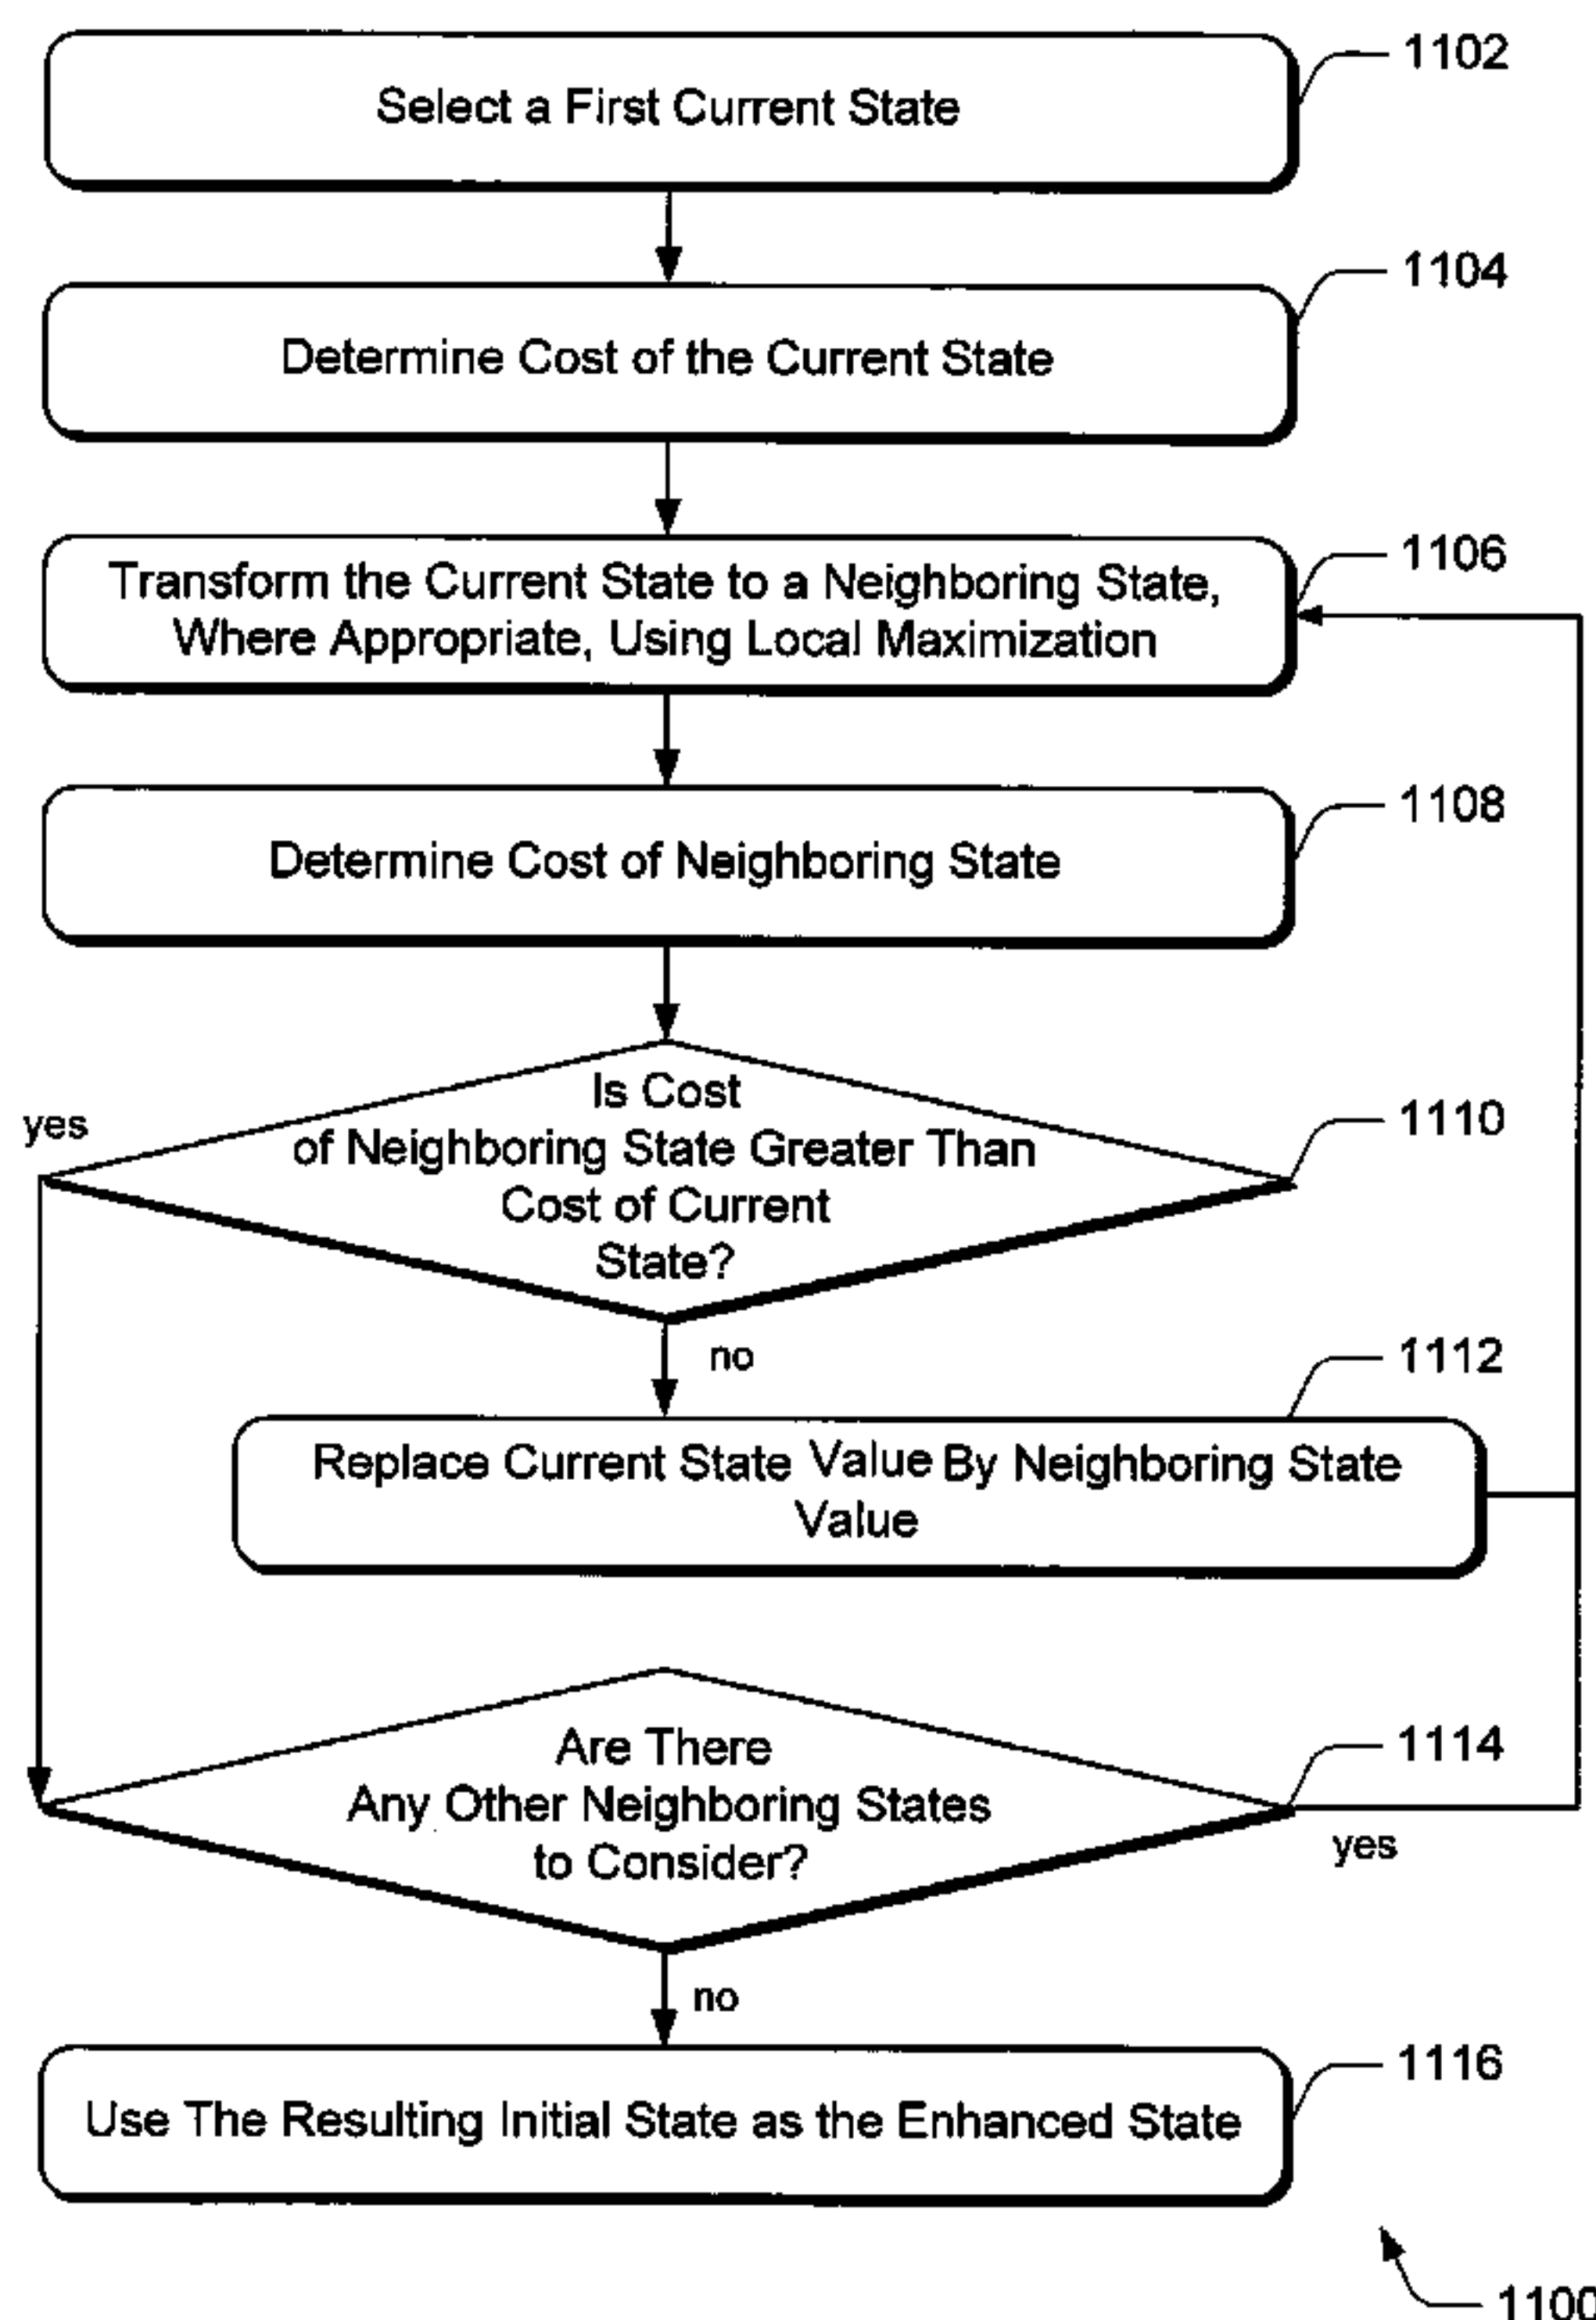 1102
Select a First Current State
1104
Determine Cost of the Current State
1106
Transform the Current State to a Neighboring State,
Where Appropriate, Using Local Maximization
1108
Determine Cost of Neighboring State
1110
Is Cost
of Neighboring State Greater Than
Cost of Current
State?
yes
no
1112
Replace Current State Value By Neighboring State
Value
1114
Are There
Any Other Neighboring States
to Consider?
yes
no
1116
Use The Resulting Initial State as the Enhanced State
1100